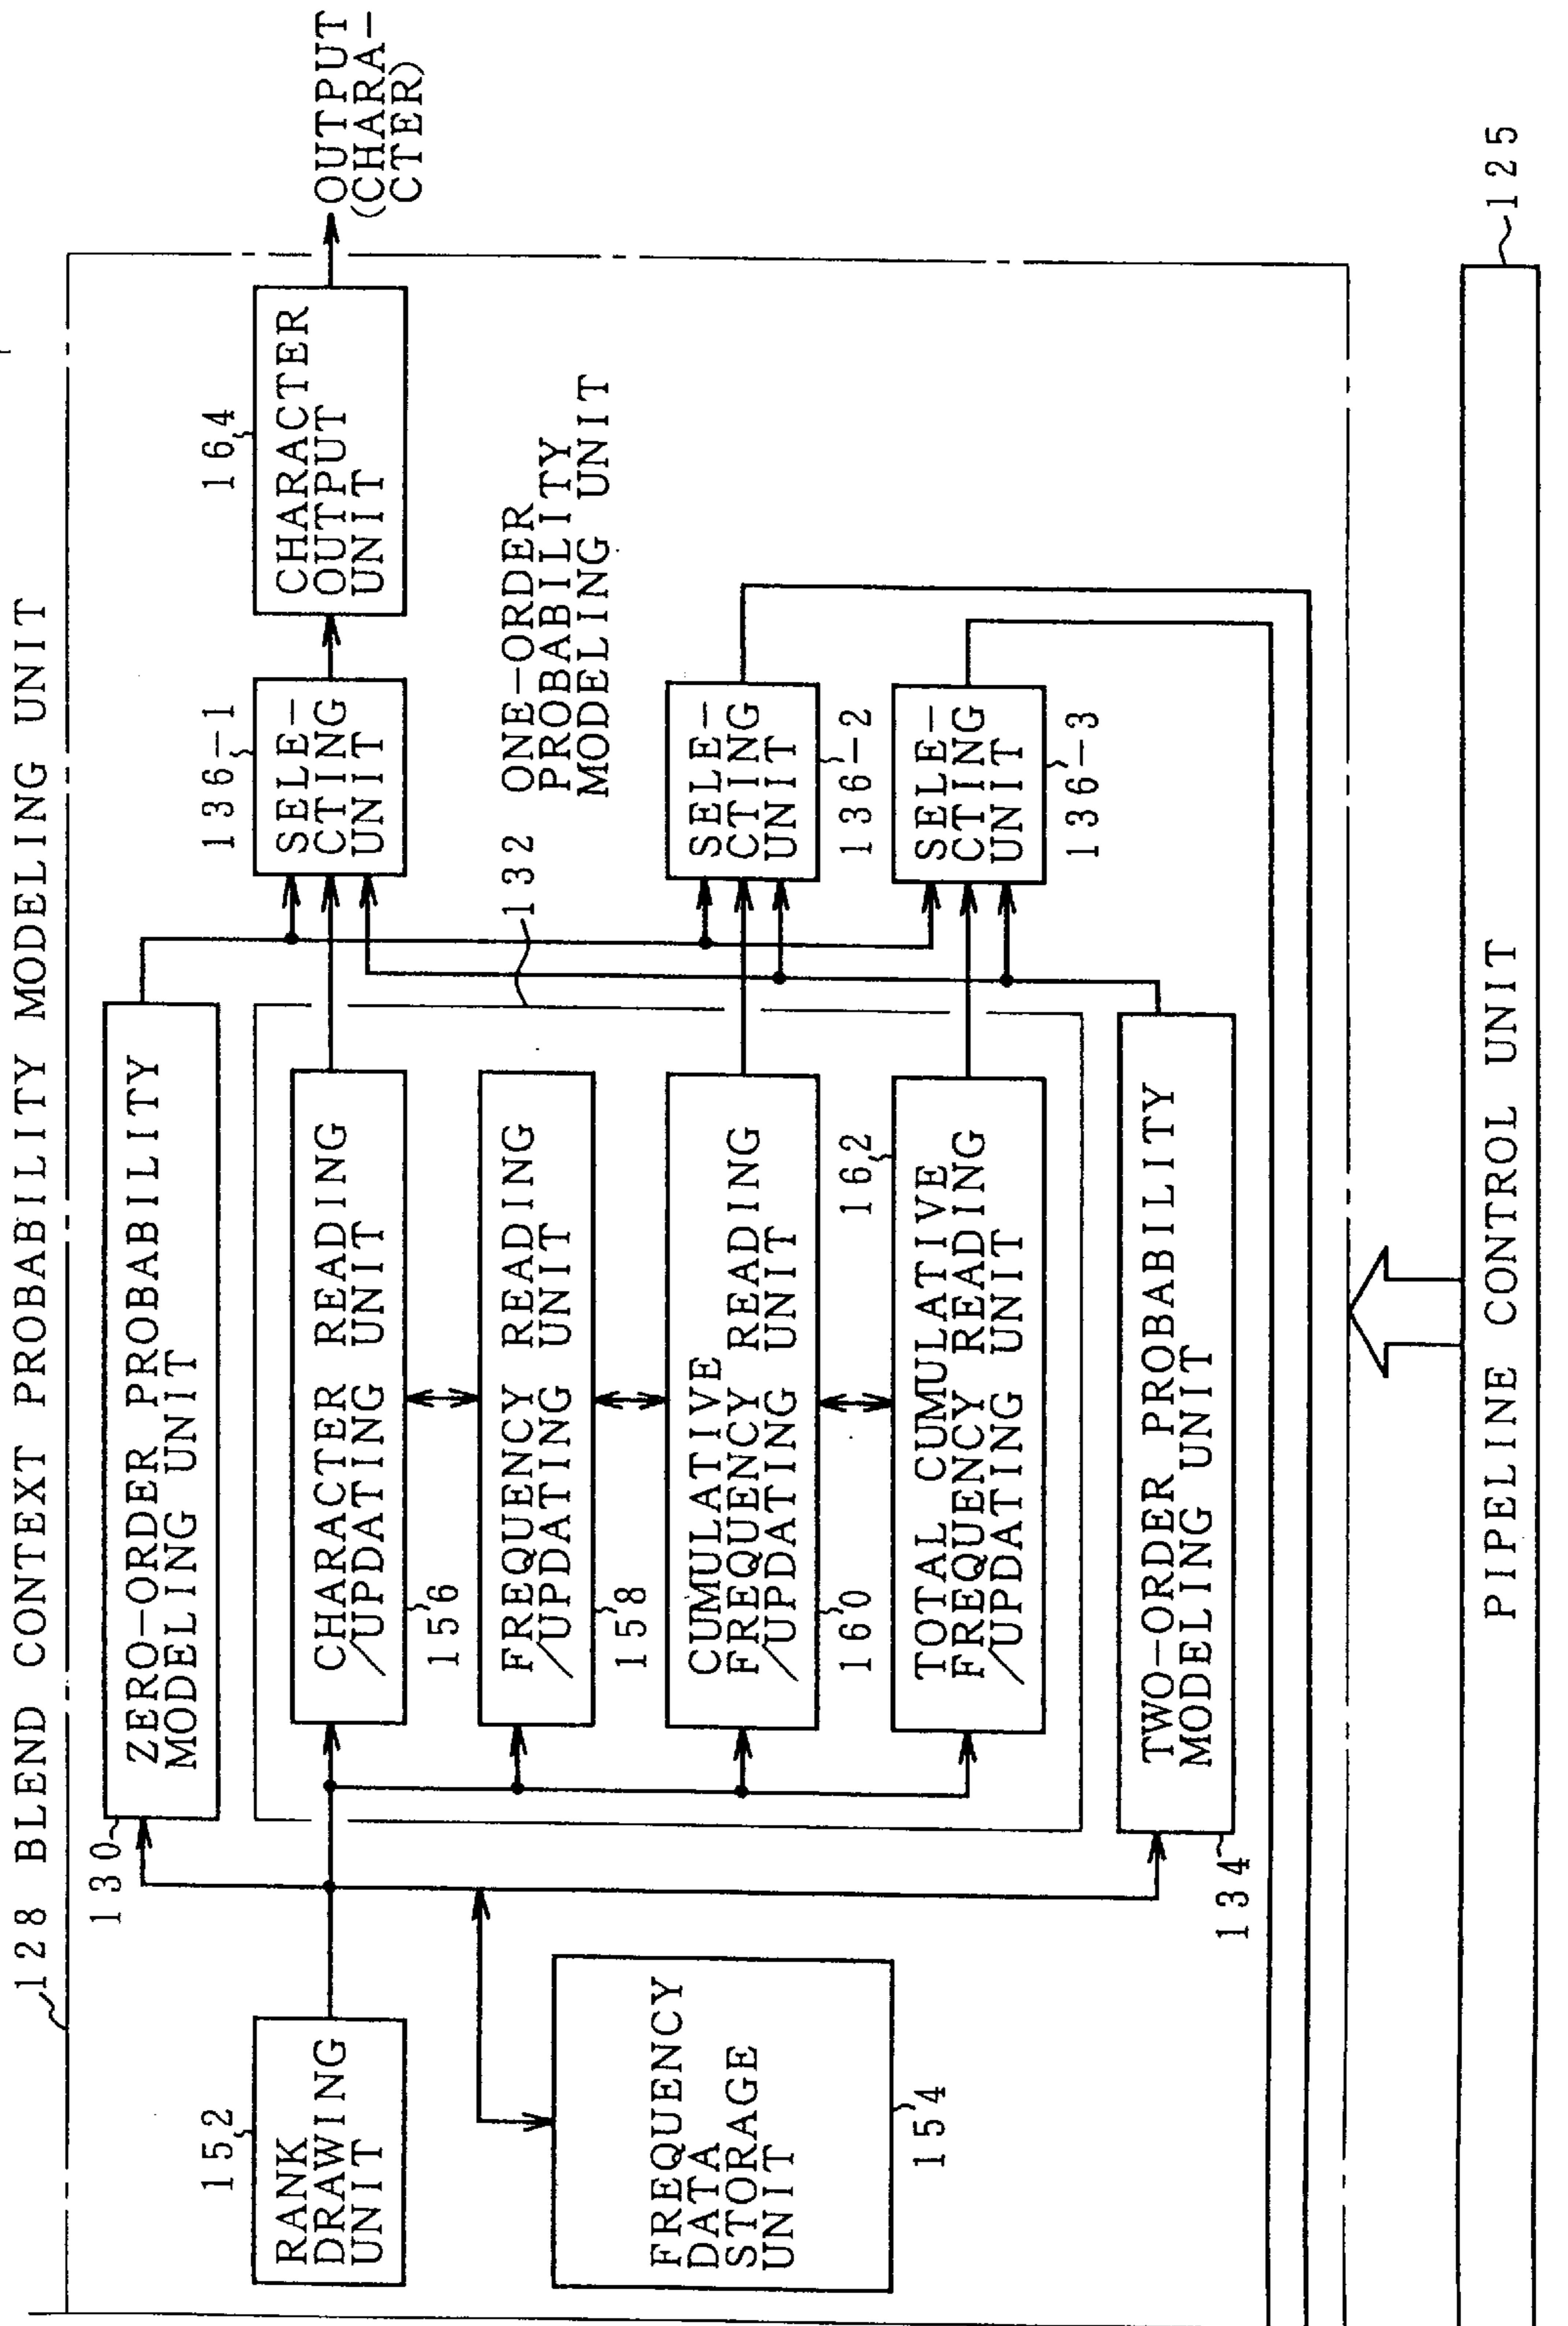 128 BLEND CONTEXT PROBABILITY MODELING UNIT
130
ZERO-ORDER PROBABILITY
MODELING UNIT
152
RANK
DRAWING
UNIT
CHARACTER READING
/UPDATING UNIT
156
136-1
SELE-
CTING
UNIT
164
CHARACTER
OUTPUT
UNIT
OUTPUT
(CHARA-
CTER)
FREQUENCY READING
/UPDATING UNIT
158
132 ONE-ORDER
PROBABILITY
MODELING UNIT
FREQUENCY
DATA
STORAGE
UNIT
154
CUMULATIVE
FREQUENCY READING
/UPDATING UNIT
160
SELE-
CTING
UNIT
136-2
162
TOTAL CUMULATIVE
FREQUENCY READING
/UPDATING UNIT
SELE-
CTING
UNIT
136-3
TWO-ORDER PROBABILITY
MODELING UNIT
134
PIPELINE CONTROL UNIT
125